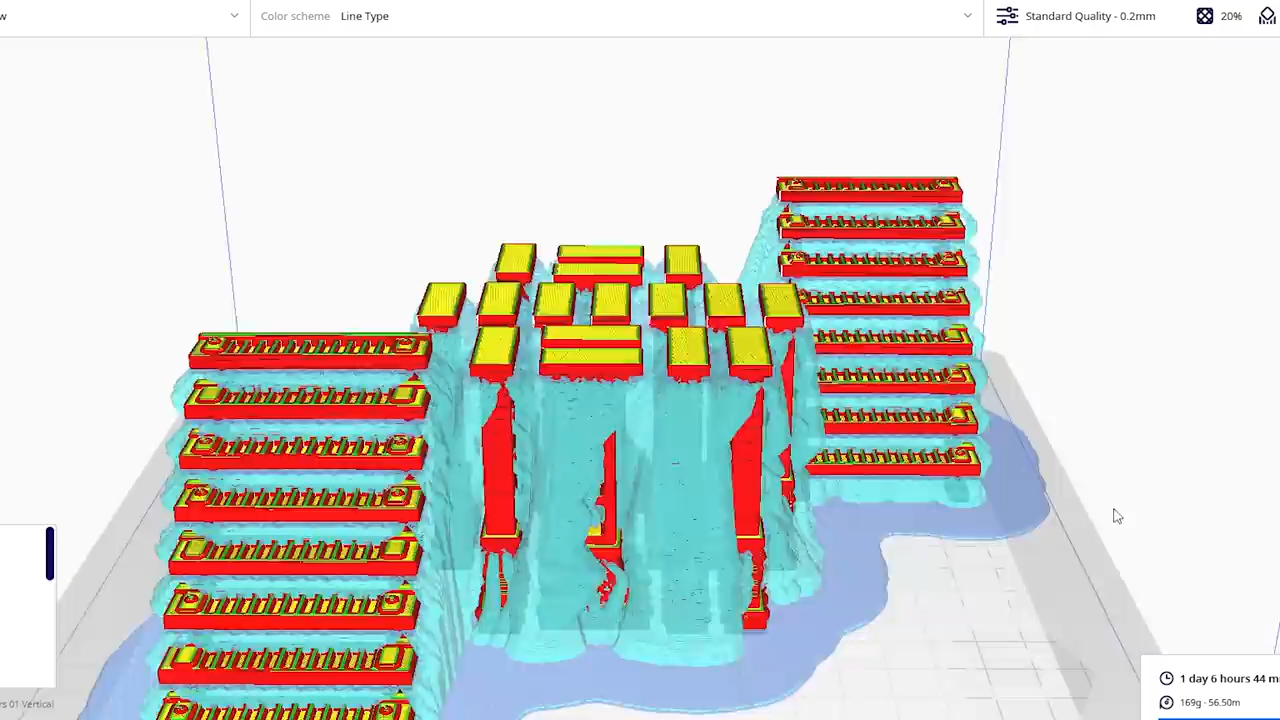 w
Color scheme Line Type
Standard Quality - 0.2mm
20%
1 day 6 hours 44 m
169g · 56.50m
rs 01 Vertical